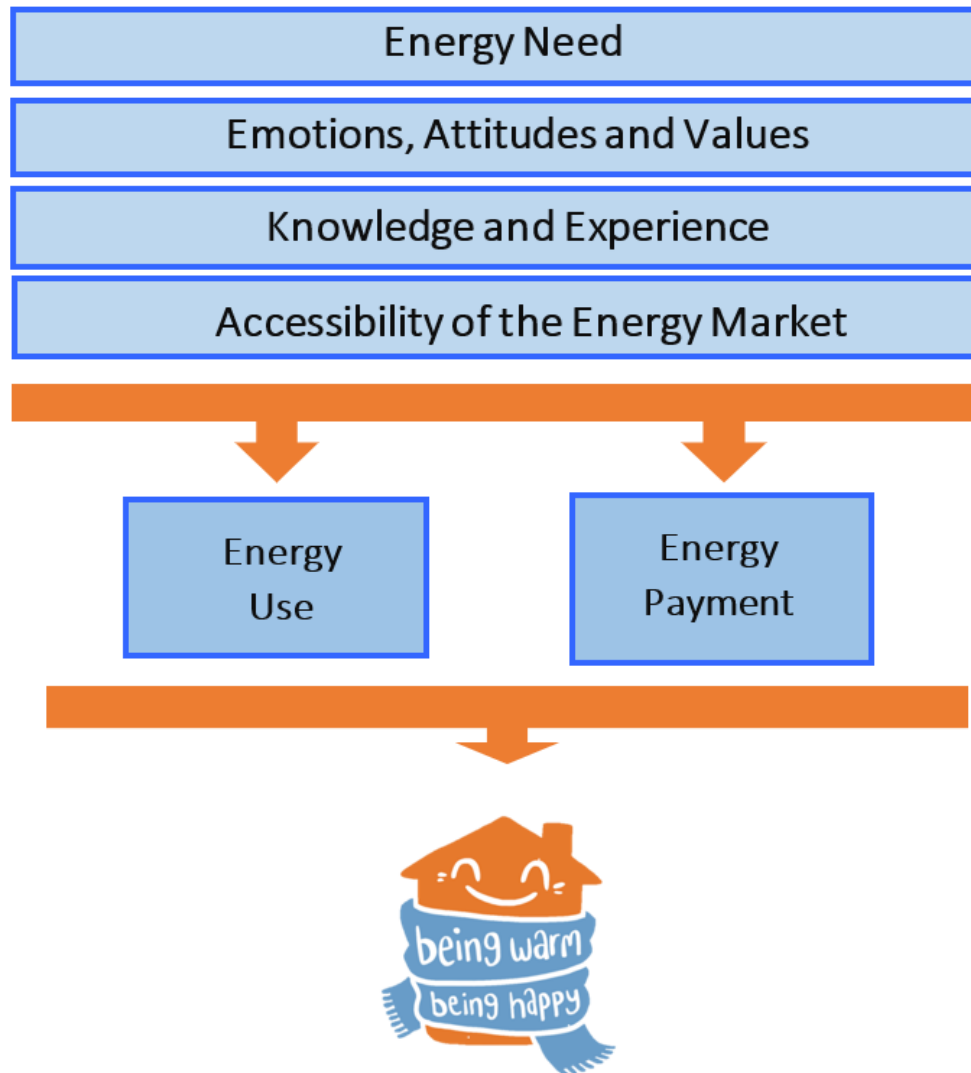 Energy Need
Emotions, Attitudes and Values
Knowledge and Experience
Accessibility of the Energy Market
Energy
Use
Energy
Payment
being warm
being happy